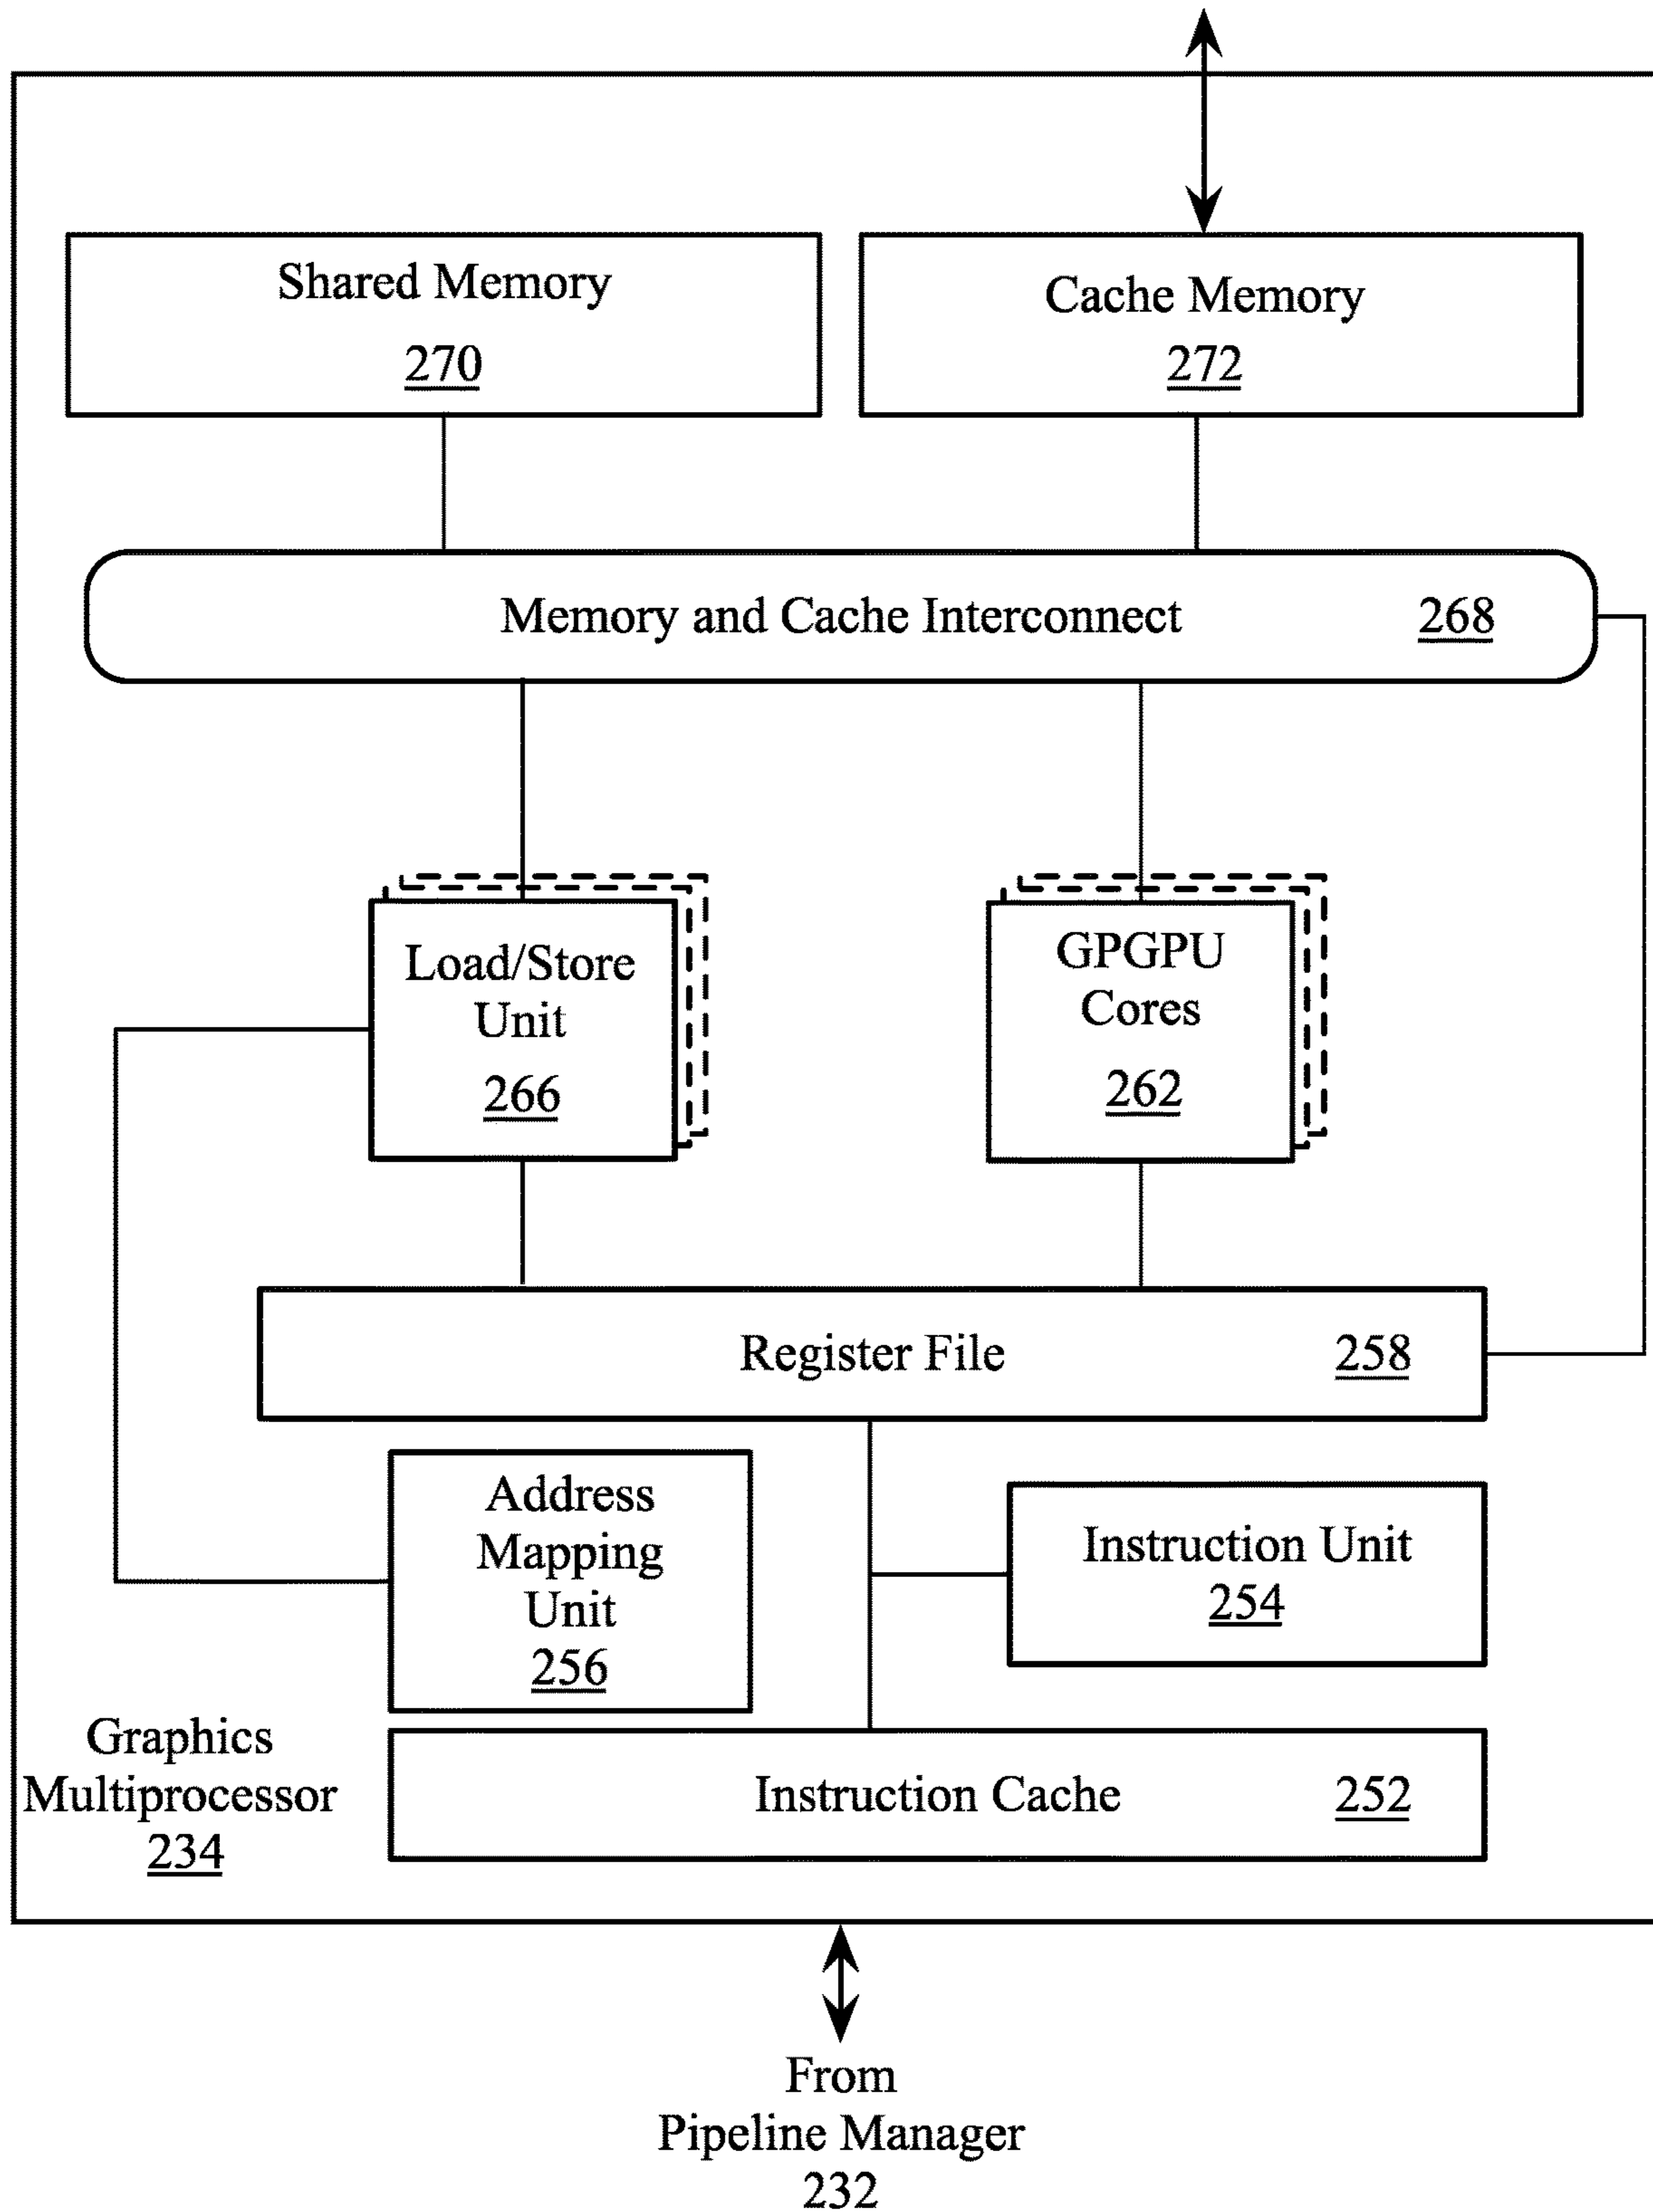 Shared Memory
270
Cache Memory
272
Memory and Cache Interconnect 268
Load/Store
Unit
266
GPGPU
Cores
262
Register File 258
Address
Mapping
Unit
256
Instruction Unit
254
Graphics
Multiprocessor
234
Instruction Cache 252
From
Pipeline Manager
232